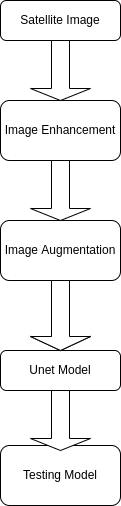 Satellite Image
Image Enhancement
Image Augmentation
Unet Model
Testing Model